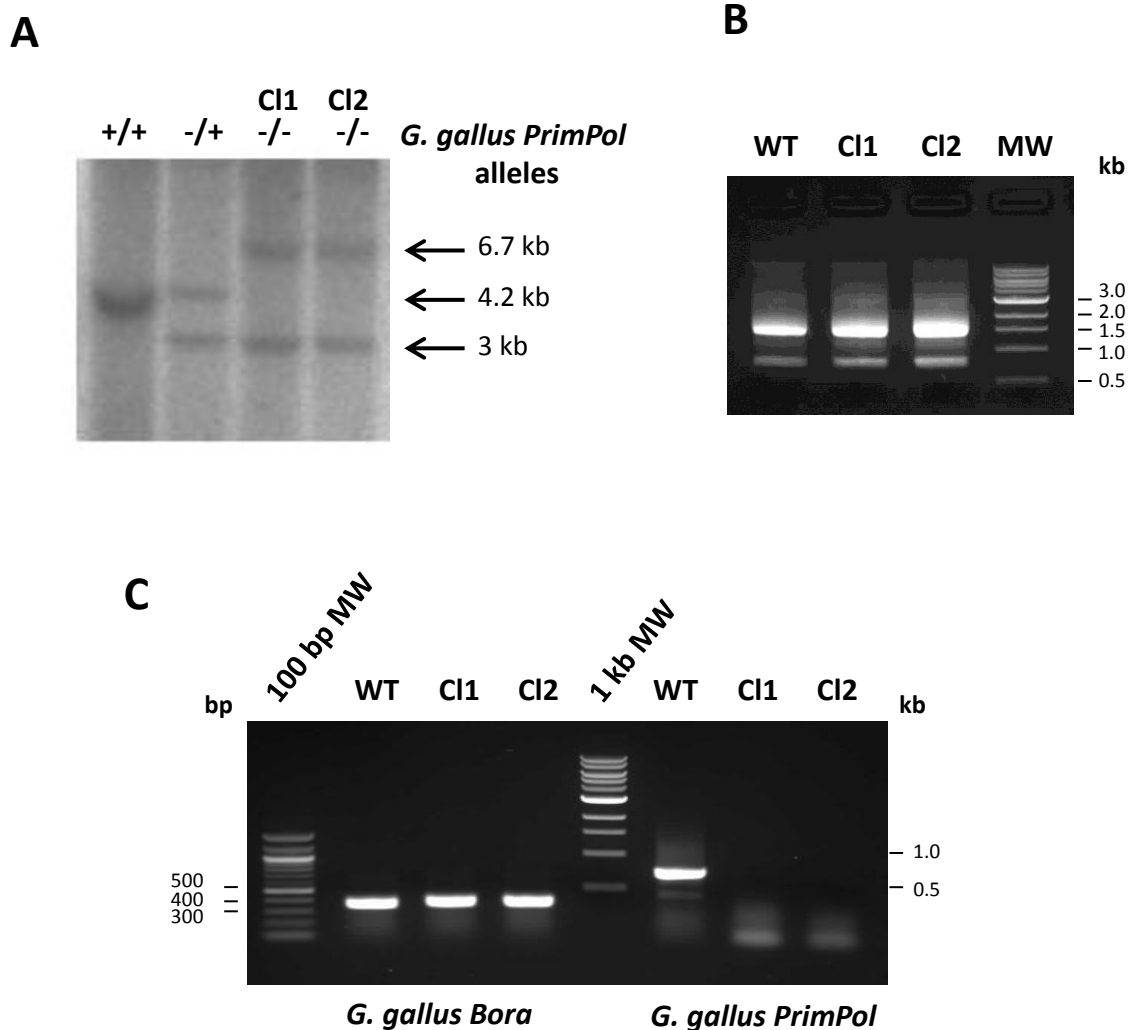 A
Cl1 Cl2
+/+ -/+ -/- -/- G. gallus PrimPol
alleles
6.7 kb
4.2 kb
3 kb
B
WT Cl1 Cl2 MW kb
3.0
2.0
1.5
1.0
0.5
C
100 bp MW
1 kb MW
bp WT Cl1 Cl2 WT Cl1 Cl2 kb
1.0
0.5
500
400
300
G. gallus Bora G. gallus PrimPol